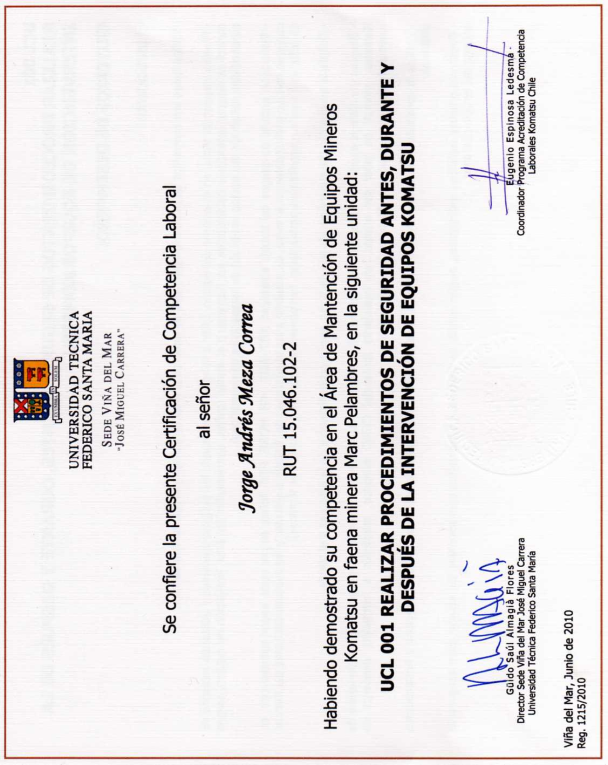 UNIVERSIDAD TECNICA
FEDERICO SANTA MARIA
SEDE VIÑA DEL MAR
"JOSÉ MIGUEL CARRERA"
Se confiere la presente Certificación de Competencia Laboral
al señor
Jorge Andrés Meza Correa
RUT 15.046.102-2
Habiendo demostrado su competencia en el Área de Mantención de Equipos Mineros
Komatsu en faena minera Marc Pelambres, en la siguiente unidad:
UCL 001 REALIZAR PROCEDIMIENTOS DE SEGURIDAD ANTES, DURANTE Y
DESPUÉS DE LA INTERVENCIÓN DE EQUIPOS KOMATSU
Güldo Saúl Almagià Flores
Director Sede Viña del Mar José Miguel Carrera
Universidad Técnica Federico Santa María
Eugenio Espinosa Ledesma
Coordinador Programa Acreditación de Competencia
Laborales Komatsu Chile
Viña del Mar, Junio de 2010
Reg. 1215/2010